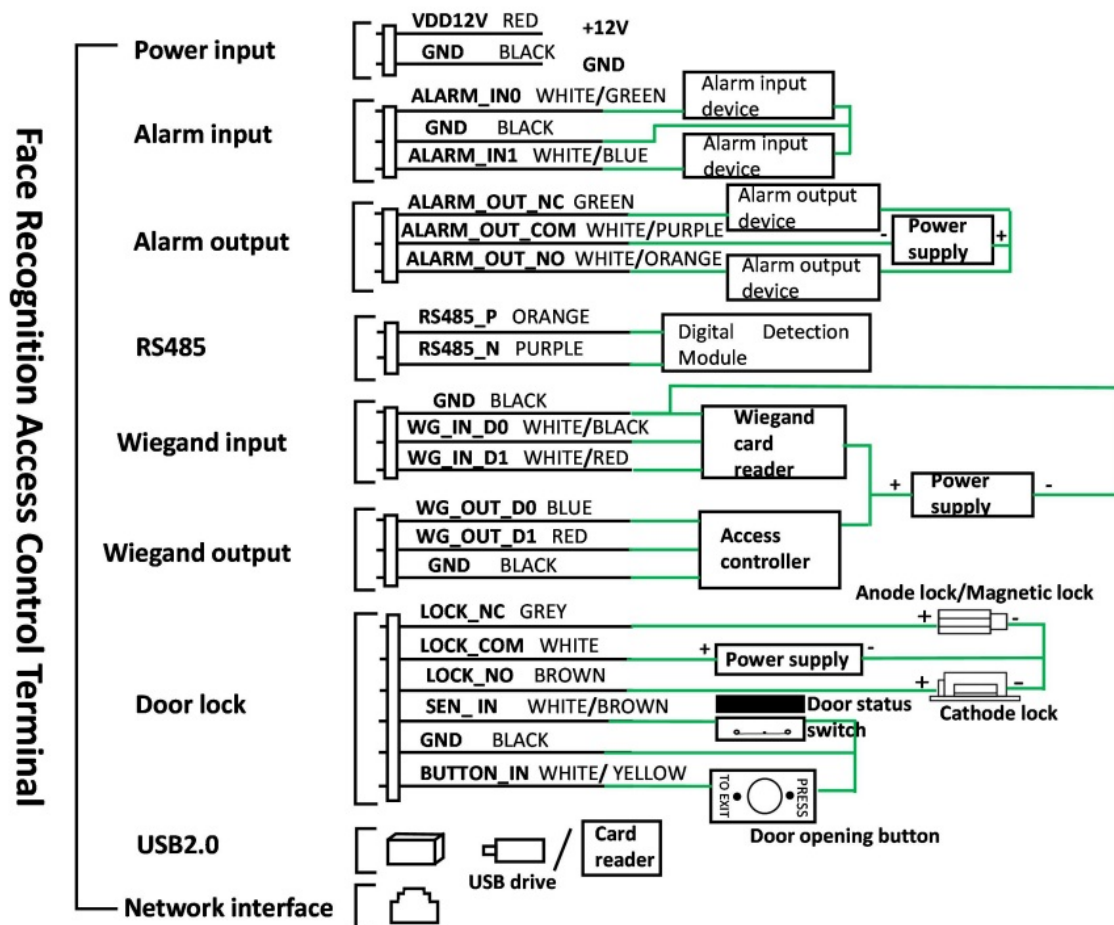 Face Recognition Access Control Terminal
Power input
VDD12V RED +12V
GND BLACK GND
Alarm input
ALARM_IN0 WHITE/GREEN
GND BLACK
ALARM_IN1 WHITE/BLUE
Alarm input
device
Alarm input
device
Alarm output
ALARM_OUT_NC GREEN
ALARM_OUT_COM WHITE/PURPLE
ALARM_OUT_NO WHITE/ORANGE
Alarm output
device
- Power +
supply
Alarm output
device
RS485
RS485_P ORANGE
RS485_N PURPLE
Digital Detection
Module
Wiegand input
GND BLACK
WG_IN_D0 WHITE/BLACK
WG_IN_D1 WHITE/RED
Wiegand
card
reader
+ Power -
supply
Wiegand output
WG_OUT_D0 BLUE
WG_OUT_D1 RED
GND BLACK
Access
controller
Door lock
LOCK_NC GREY
LOCK_COM WHITE
LOCK_NO BROWN
SEN_IN WHITE/BROWN
GND BLACK
BUTTON_IN WHITE/ YELLOW
Anode lock/Magnetic lock
+ -
+ Power supply -
+ -
Cathode lock
Door status
switch
TO EXIT
PRESS
Door opening button
USB2.0
USB drive
/
Card
reader
Network interface